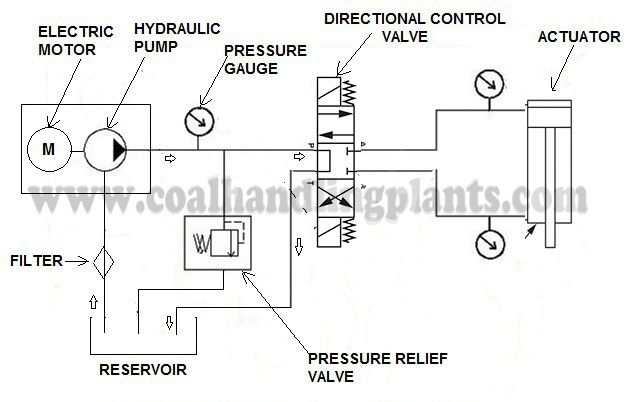 DIRECTIONAL CONTROL
VALVE
ELECTRIC
MOTOR
HYDRAULIC
PUMP
PRESSURE
GAUGE
ACTUATOR
M
P
A
T
www.coalhandlingplants.com
FILTER
RESERVOIR
PRESSURE RELIEF
VALVE